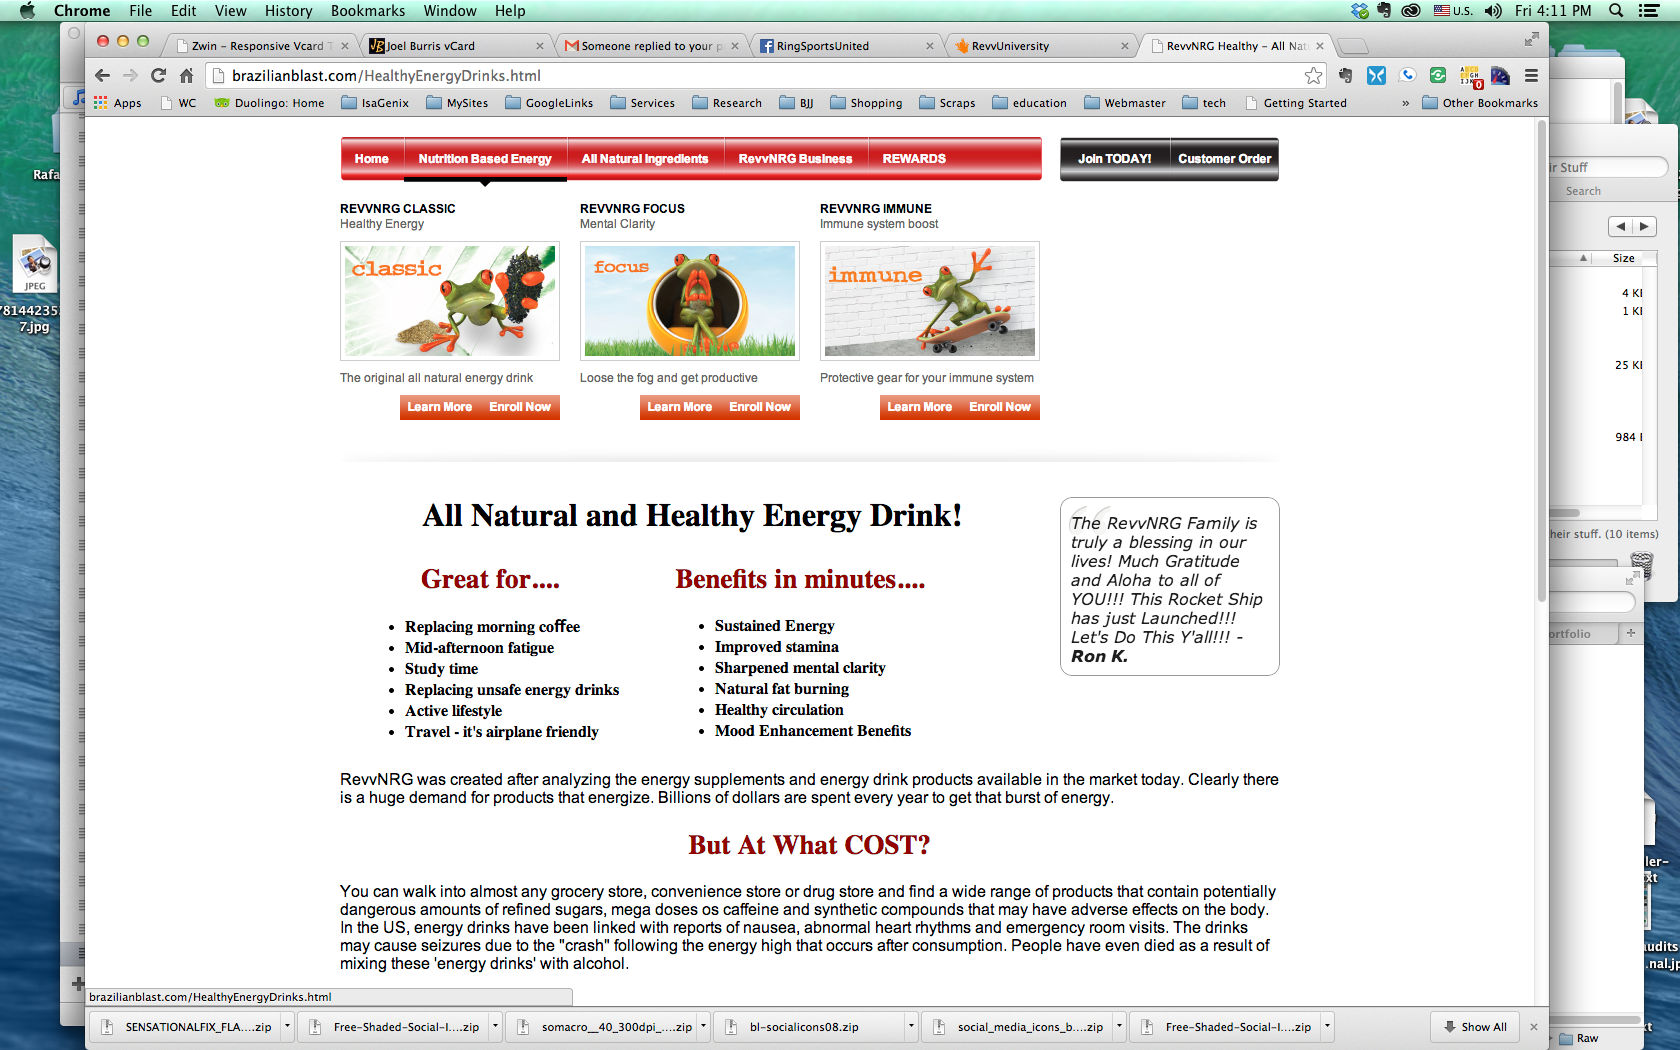 Chrome File Edit View History Bookmarks Window Help U.S. Fri 4:11 PM
Zwin - Responsive Vcard T Joel Burris vCard Someone replied to your p RingSportsUnited RevvUniversity RevvNRG Healthy - All Nat
brazilianblast.com/HealthyEnergyDrinks.html
Apps WC Duolingo: Home IsaGenix MySites GoogleLinks Services Research BJJ Shopping Scraps education Webmaster tech Getting Started » Other Bookmarks
Home Nutrition Based Energy All Natural Ingredients RevvNRG Business REWARDS Join TODAY! Customer Order
REVVNRG CLASSIC
Healthy Energy
classic
The original all natural energy drink
Learn More Enroll Now
REVVNRG FOCUS
Mental Clarity
focus
Loose the fog and get productive
Learn More Enroll Now
REVVNRG IMMUNE
Immune system boost
immune
Protective gear for your immune system
Learn More Enroll Now
All Natural and Healthy Energy Drink!
Great for....
• Replacing morning coffee
• Mid-afternoon fatigue
• Study time
• Replacing unsafe energy drinks
• Active lifestyle
• Travel - it's airplane friendly
Benefits in minutes....
• Sustained Energy
• Improved stamina
• Sharpened mental clarity
• Natural fat burning
• Healthy circulation
• Mood Enhancement Benefits
The RevvNRG Family is
truly a blessing in our
lives! Much Gratitude
and Aloha to all of
YOU!!! This Rocket Ship
has just Launched!!!
Let's Do This Y'all!!! -
Ron K.
RevvNRG was created after analyzing the energy supplements and energy drink products available in the market today. Clearly there
is a huge demand for products that energize. Billions of dollars are spent every year to get that burst of energy.
But At What COST?
You can walk into almost any grocery store, convenience store or drug store and find a wide range of products that contain potentially
dangerous amounts of refined sugars, mega doses os caffeine and synthetic compounds that may have adverse effects on the body.
In the US, energy drinks have been linked with reports of nausea, abnormal heart rhythms and emergency room visits. The drinks
may cause seizures due to the "crash" following the energy high that occurs after consumption. People have even died as a result of
mixing these 'energy drinks' with alcohol.
brazilianblast.com/HealthyEnergyDrinks.html
SENSATIONALFIX_FLA....zip Free-Shaded-Social-I....zip somacro__40_300dpi_....zip bl-socialicons08.zip social_media_icons_b....zip Free-Shaded-Social-I....zip Show All
Rafa
JPEG
78144235
7.jpg
ir Stuff
Search
Size
4 K
1 K
25 K
984
heir stuff. (10 items)
ortfolio
ler-
xt
audits
.nal.jp
xt
Raw